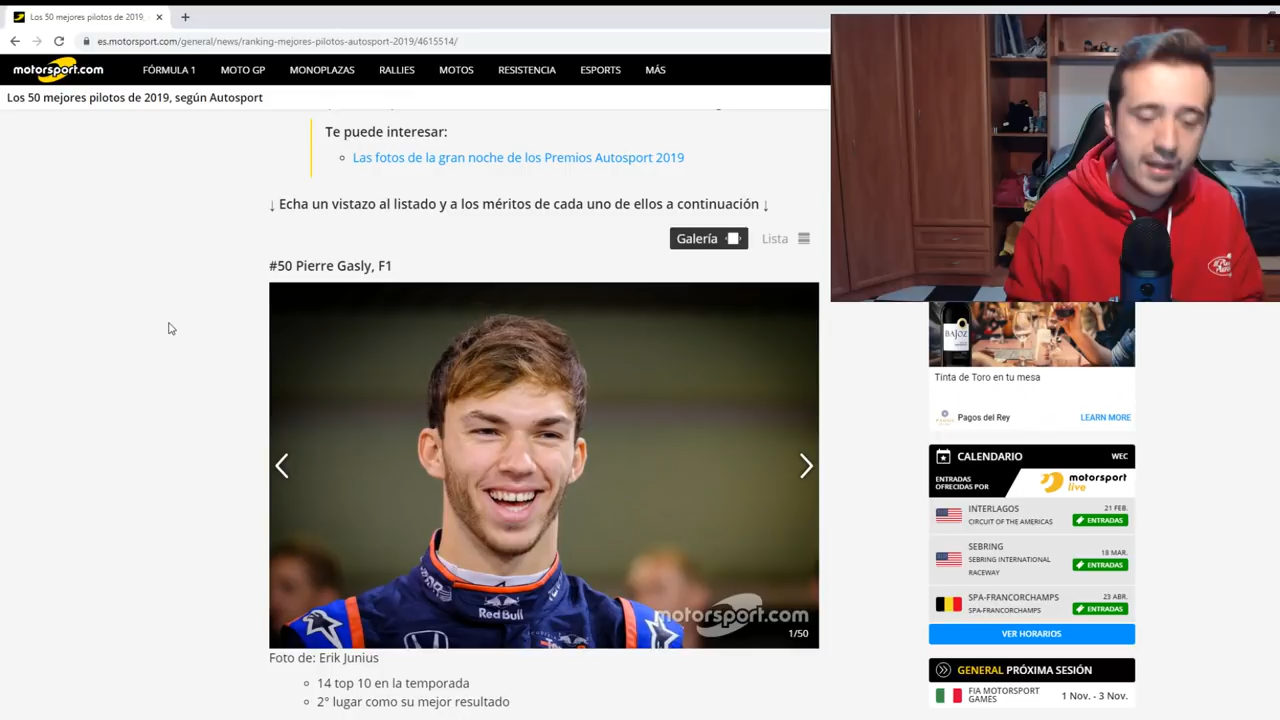 Los 50 mejores pilotos de 2019,
es.motorsport.com/general/news/ranking-mejores-pilotos-autosport-2019/4615514/
motorsport.com
FÓRMULA 1 MOTO GP MONOPLAZAS RALLIES MOTOS RESISTENCIA ESPORTS MÁS
Los 50 mejores pilotos de 2019, según Autosport
Te puede interesar:
Las fotos de la gran noche de los Premios Autosport 2019
↓ Echa un vistazo al listado y a los méritos de cada uno de ellos a continuación ↓
Galería Lista
#50 Pierre Gasly, F1
Red Bull
motorsport.com
1/50
Foto de: Erik Junius
14 top 10 en la temporada
2° lugar como su mejor resultado
BAJOZ
Tinta de Toro en tu mesa
Pagos del Rey LEARN MORE
CALENDARIO WEC
ENTRADAS
OFRECIDAS POR
motorsport
live
INTERLAGOS 21 FEB.
CIRCUIT OF THE AMERICAS ENTRADAS
SEBRING 18 MAR.
SEBRING INTERNATIONAL
RACEWAY ENTRADAS
SPA-FRANCORCHAMPS 23 ABR.
SPA-FRANCORCHAMPS ENTRADAS
VER HORARIOS
GENERAL PRÓXIMA SESIÓN
FIA MOTORSPORT
GAMES 1 Nov. - 3 Nov.